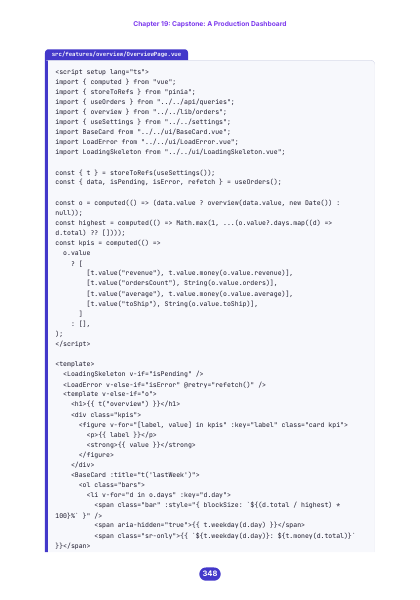 Chapter 19: Capstone: A Production Dashboard
src/features/overview/OverviewPage.vue
<script setup lang="ts">
import { computed } from "vue";
import { storeToRefs } from "pinia";
import { useOrders } from "../../api/queries";
import { overview } from "../../lib/orders";
import { useSettings } from "../../settings";
import BaseCard from "../../ui/BaseCard.vue";
import LoadError from "../../ui/LoadError.vue";
import LoadingSkeleton from "../../ui/LoadingSkeleton.vue";

const { t } = storeToRefs(useSettings());
const { data, isPending, isError, refetch } = useOrders();

const o = computed(() => (data.value ? overview(data.value, new Date()) :
null));
const highest = computed(() => Math.max(1, ...(o.value?.days.map((d) =>
d.total) ?? [])));
const kpis = computed(() =>
  o.value
    ? [
        [t.value("revenue"), t.value.money(o.value.revenue)],
        [t.value("ordersCount"), String(o.value.orders)],
        [t.value("average"), t.value.money(o.value.average)],
        [t.value("toShip"), String(o.value.toShip)],
      ]
    : [],
);
</script>

<template>
  <LoadingSkeleton v-if="isPending" />
  <LoadError v-else-if="isError" @retry="refetch()" />
  <template v-else-if="o">
    <h1>{{ t("overview") }}</h1>
    <div class="kpis">
      <figure v-for="[label, value] in kpis" :key="label" class="card kpi">
        <p>{{ label }}</p>
        <strong>{{ value }}</strong>
      </figure>
    </div>
    <BaseCard :title="t('lastWeek')">
      <ol class="bars">
        <li v-for="d in o.days" :key="d.day">
          <span class="bar" :style="{ blockSize: `${(d.total / highest) *
100}%` }" />
          <span aria-hidden="true">{{ t.weekday(d.day) }}</span>
          <span class="sr-only">{{ `${t.weekday(d.day)}: ${t.money(d.total)}`
}}</span>
348